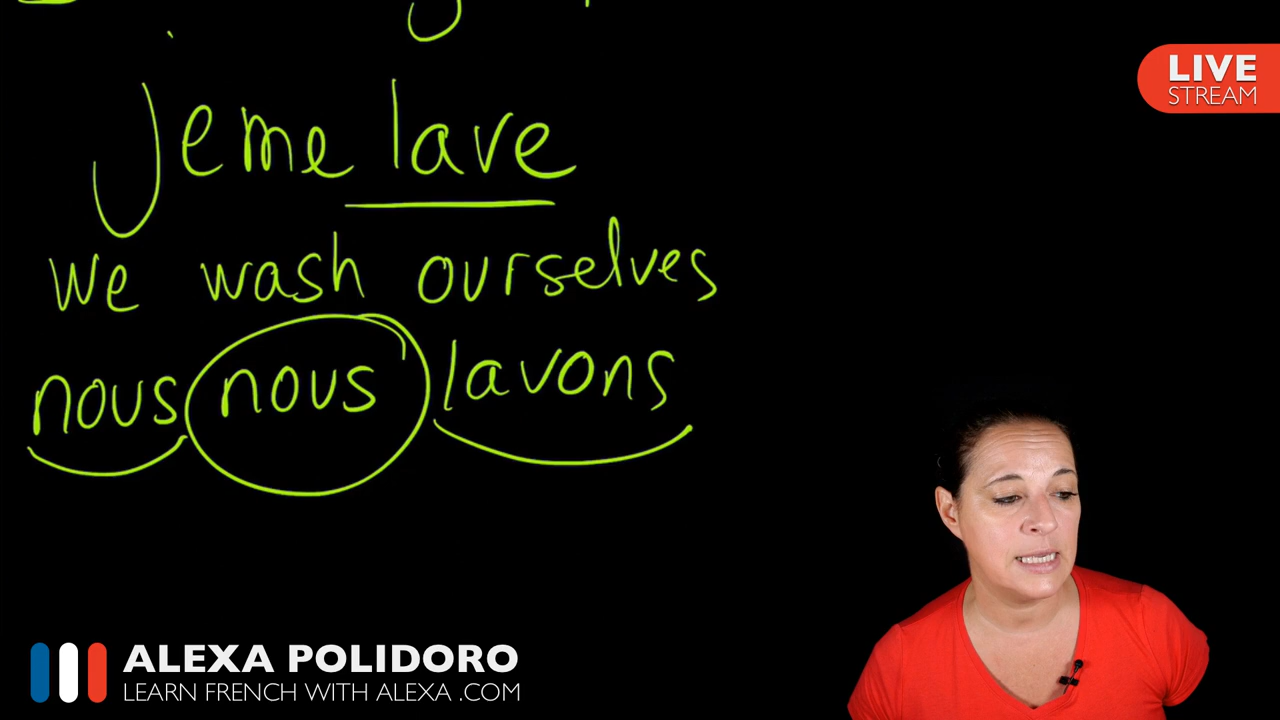 LIVE
STREAM
je me lave
we wash ourselves
nous nous lavons
ALEXA POLIDORO
LEARN FRENCH WITH ALEXA .COM